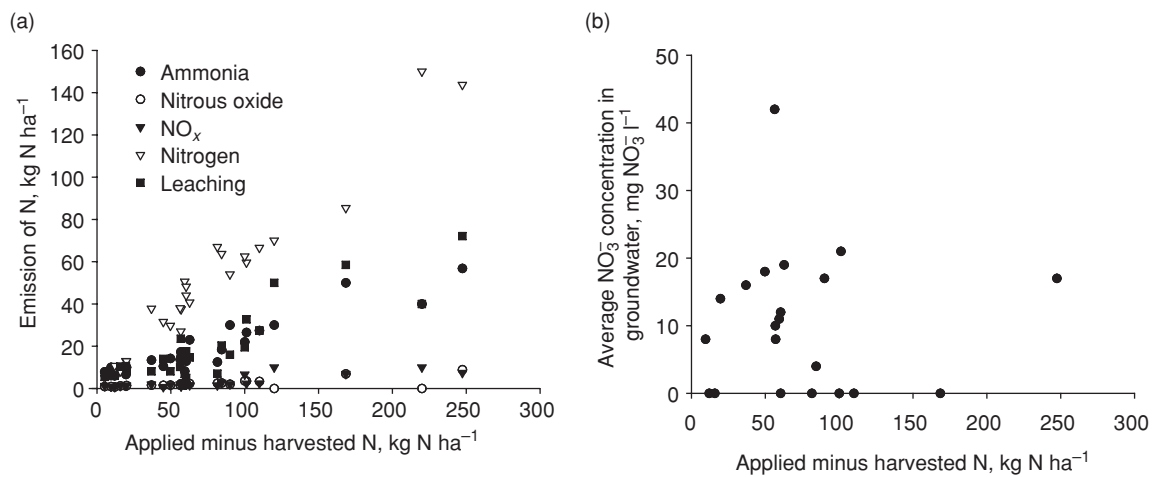 (a)
160
140
120
100
80
60
40
20
0
Emission of N, kg N ha⁻¹
Ammonia
Nitrous oxide
NOₓ
Nitrogen
Leaching
0 50 100 150 200 250 300
Applied minus harvested N, kg N ha⁻¹
(b)
50
40
30
20
10
0
Average NO₃⁻ concentration in
groundwater, mg NO₃⁻ l⁻¹
0 50 100 150 200 250 300
Applied minus harvested N, kg N ha⁻¹